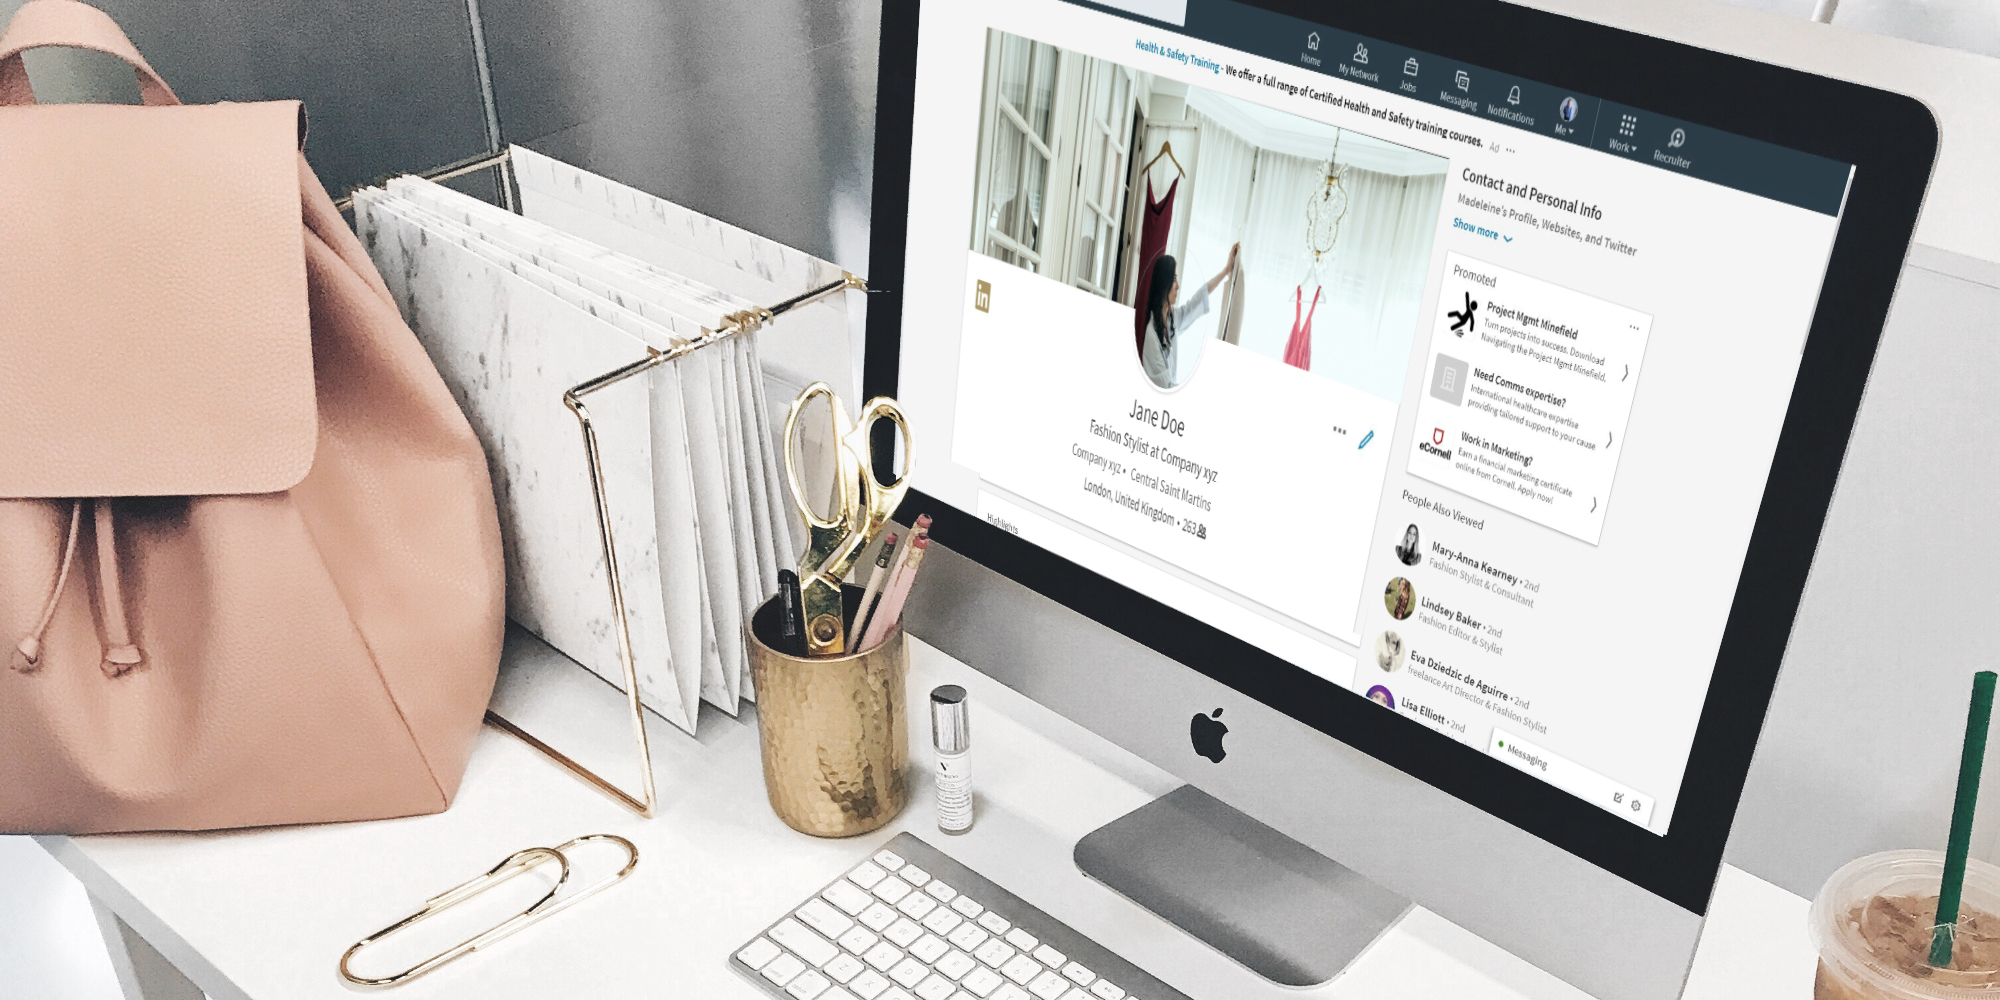 Home
My Network
Jobs
Messaging
Notifications
Me
Work
Recruiter
Health & Safety Training - We offer a full range of Certified Health and Safety training courses. Ad •••
in
Jane Doe
Fashion Stylist at Company xyz
Company xyz • Central Saint Martins
London, United Kingdom • 263
Highlights
Contact and Personal Info
Madeleine's Profile, Websites, and Twitter
Show more
Promoted
Project Mgmt Minefield
Turn projects into success. Download
Navigating the Project Mgmt Minefield.
Need Comms expertise?
International healthcare expertise
providing tailored support to your cause
eCornell
Work in Marketing?
Earn a financial marketing certificate
online from Cornell. Apply now!
People Also Viewed
Mary-Anna Kearney • 2nd
Fashion Stylist & Consultant
Lindsey Baker • 2nd
Fashion Editor & Stylist
Eva Dziedzic de Aguirre • 2nd
freelance Art Director & Fashion Stylist
Lisa Elliott • 2nd
Messaging